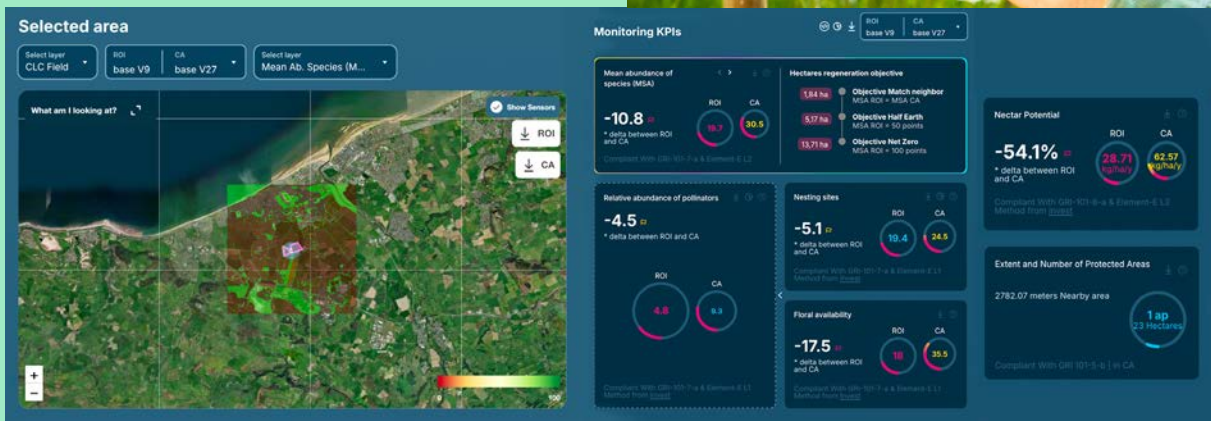 Selected area
Select layer
CLC Field
ROI
base V9
CA
base V27
Select layer
Mean Ab. Species (M...
What am I looking at?
Show Sensors
ROI
CA
+
−
0
100
Monitoring KPIs
ROI
base V9
CA
base V27
Mean abundance of
species (MSA)
-10.8
* delta between ROI
and CA
ROI
19.7
CA
30.5
Compliant With GRI-101-7-a & Element-E L2
Hectares regeneration objective
1,84 ha
Objective Match neighbor
MSA ROI = MSA CA
5,17 ha
Objective Half Earth
MSA ROI = 50 points
13,71 ha
Objective Net Zero
MSA ROI = 100 points
Relative abundance of pollinators
-4.5
* delta between ROI and CA
ROI
4.8
CA
9.3
Compliant With GRI-101-7-a & Element-E L1
Method from Invest
Nesting sites
-5.1
* delta between ROI
and CA
ROI
19.4
CA
24.5
Compliant With GRI-101-7-a & Element-E L1
Method from Invest
Floral availability
-17.5
* delta between ROI
and CA
ROI
18
CA
35.5
Compliant With GRI-101-7-a & Element-E L1
Method from Invest
Nectar Potential
-54.1%
* delta between ROI
and CA
ROI
28.71
kg/ha/y
CA
62.57
kg/ha/y
Compliant With GRI-101-6-a & Element-E L2
Method from Invest
Extent and Number of Protected Areas
2782.07 meters Nearby area
1 ap
23 Hectares
Compliant With GRI 101-5-b | in CA